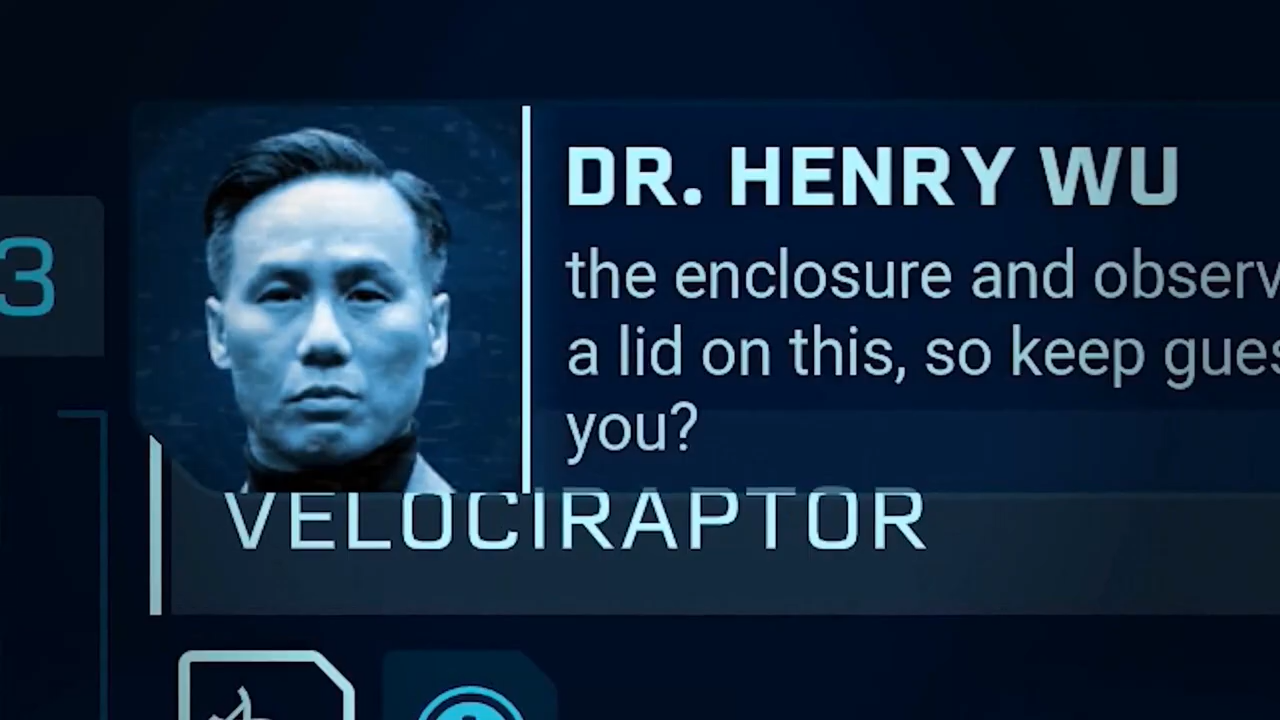 3
DR. HENRY WU
the enclosure and observ
a lid on this, so keep gues
you?
VELOCIRAPTOR